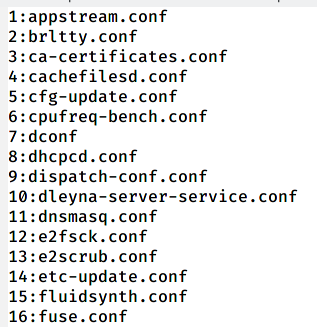 1:appstream.conf
2:brltty.conf
3:ca-certificates.conf
4:cachefilesd.conf
5:cfg-update.conf
6:cpufreq-bench.conf
7:dconf
8:dhcpcd.conf
9:dispatch-conf.conf
10:dleyna-server-service.conf
11:dnsmasq.conf
12:e2fsck.conf
13:e2scrub.conf
14:etc-update.conf
15:fluidsynth.conf
16:fuse.conf